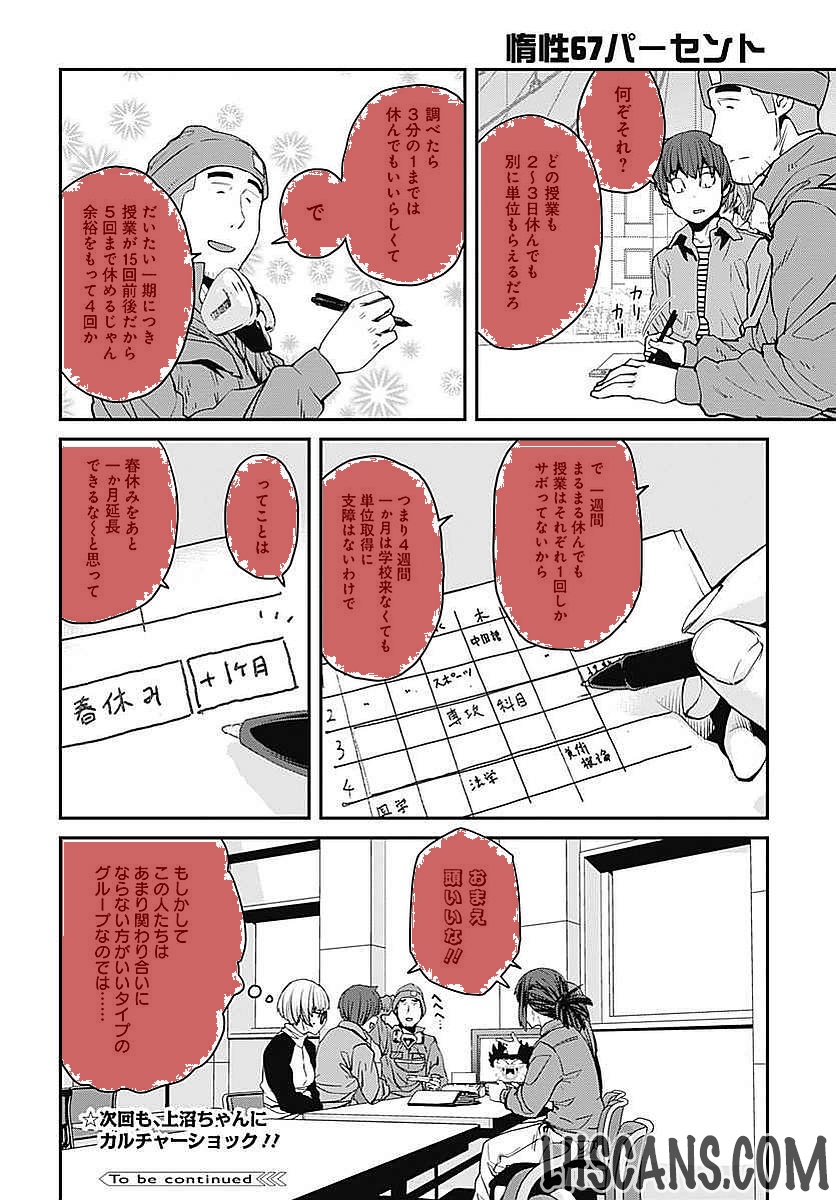 惰性67パーセント
何ぞそれ?
どの授業も
2〜3日休んでも
別に単位もらえるだろ
カリ
カリ
調べたら
3分の1までは
休んでもいいらしくて
で
だいたい一期につき
授業が15回前後だから
5回まで休めるじゃん
余裕をもって4回か
で 一週間
まるまる休んでも
授業はそれぞれ1回しか
サボってないから
つまり4週間
一か月は学校来なくても
単位取得に
支障はないわけで
木
中国語
スポーツ
2
専攻 科目
3
美術
概論
4
法学
ってことは
春休みをあと
一か月延長
できるな〜と思って
春休み
+1ヶ月
おまえ
頭いいな!!
もしかして
この人たちは
あまり関わり合いに
ならない方がいいタイプの
グループなのでは……
☆次回も、上沼ちゃんに
カルチャーショック!!
To be continued
LHSCANS.COM